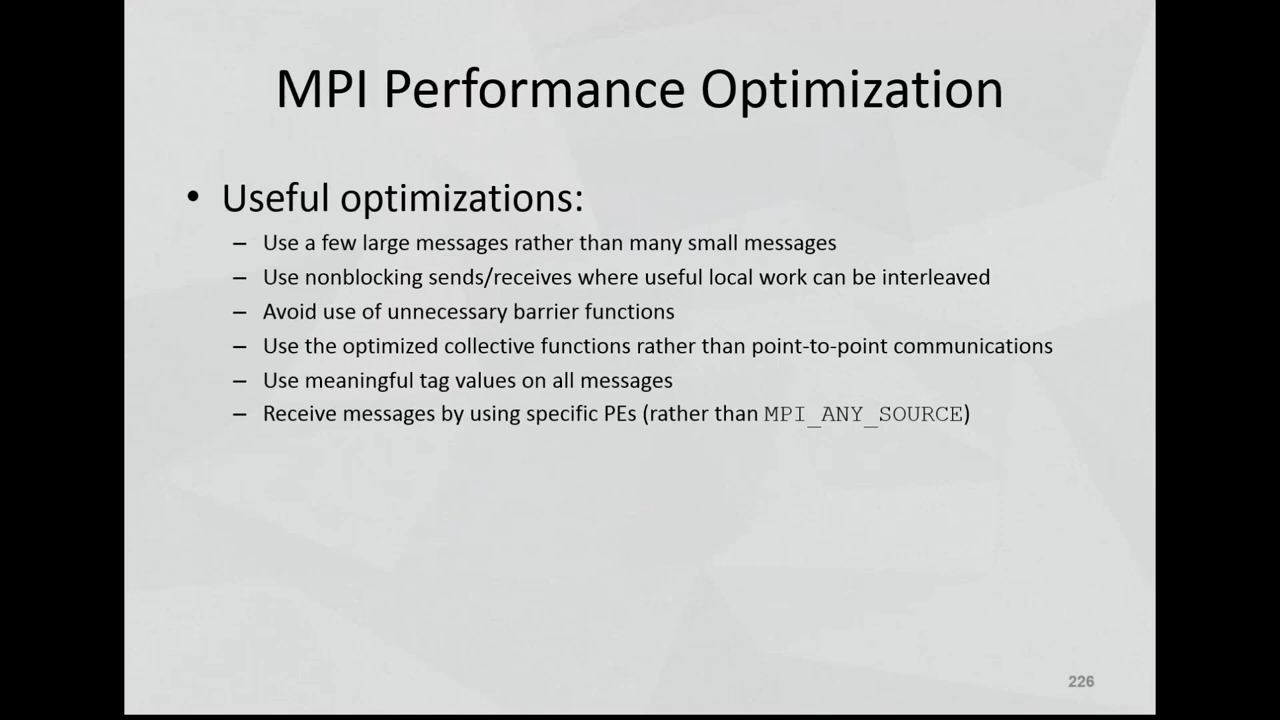 MPI Performance Optimization
• Useful optimizations:
– Use a few large messages rather than many small messages
– Use nonblocking sends/receives where useful local work can be interleaved
– Avoid use of unnecessary barrier functions
– Use the optimized collective functions rather than point-to-point communications
– Use meaningful tag values on all messages
– Receive messages by using specific PEs (rather than MPI_ANY_SOURCE)
226